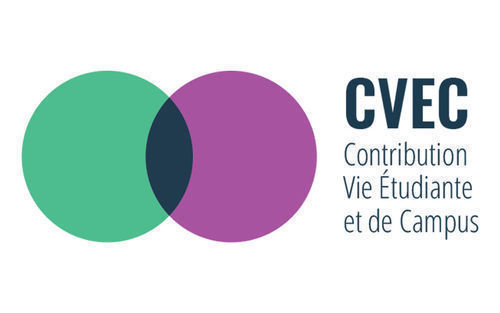 CVEC
Contribution
Vie Étudiante
et de Campus